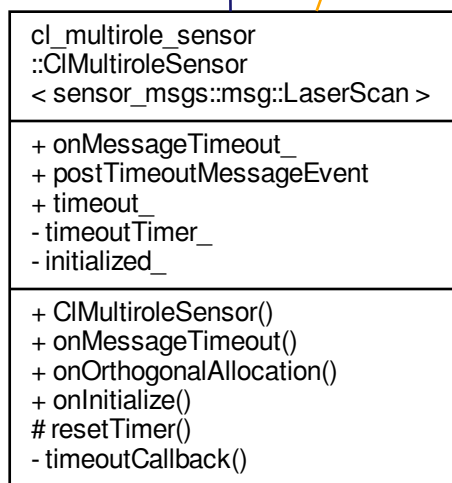 cl_multirole_sensor
::ClMultiroleSensor
< sensor_msgs::msg::LaserScan >
+ onMessageTimeout_
+ postTimeoutMessageEvent
+ timeout_
- timeoutTimer_
- initialized_
+ ClMultiroleSensor()
+ onMessageTimeout()
+ onOrthogonalAllocation()
+ onInitialize()
# resetTimer()
- timeoutCallback()